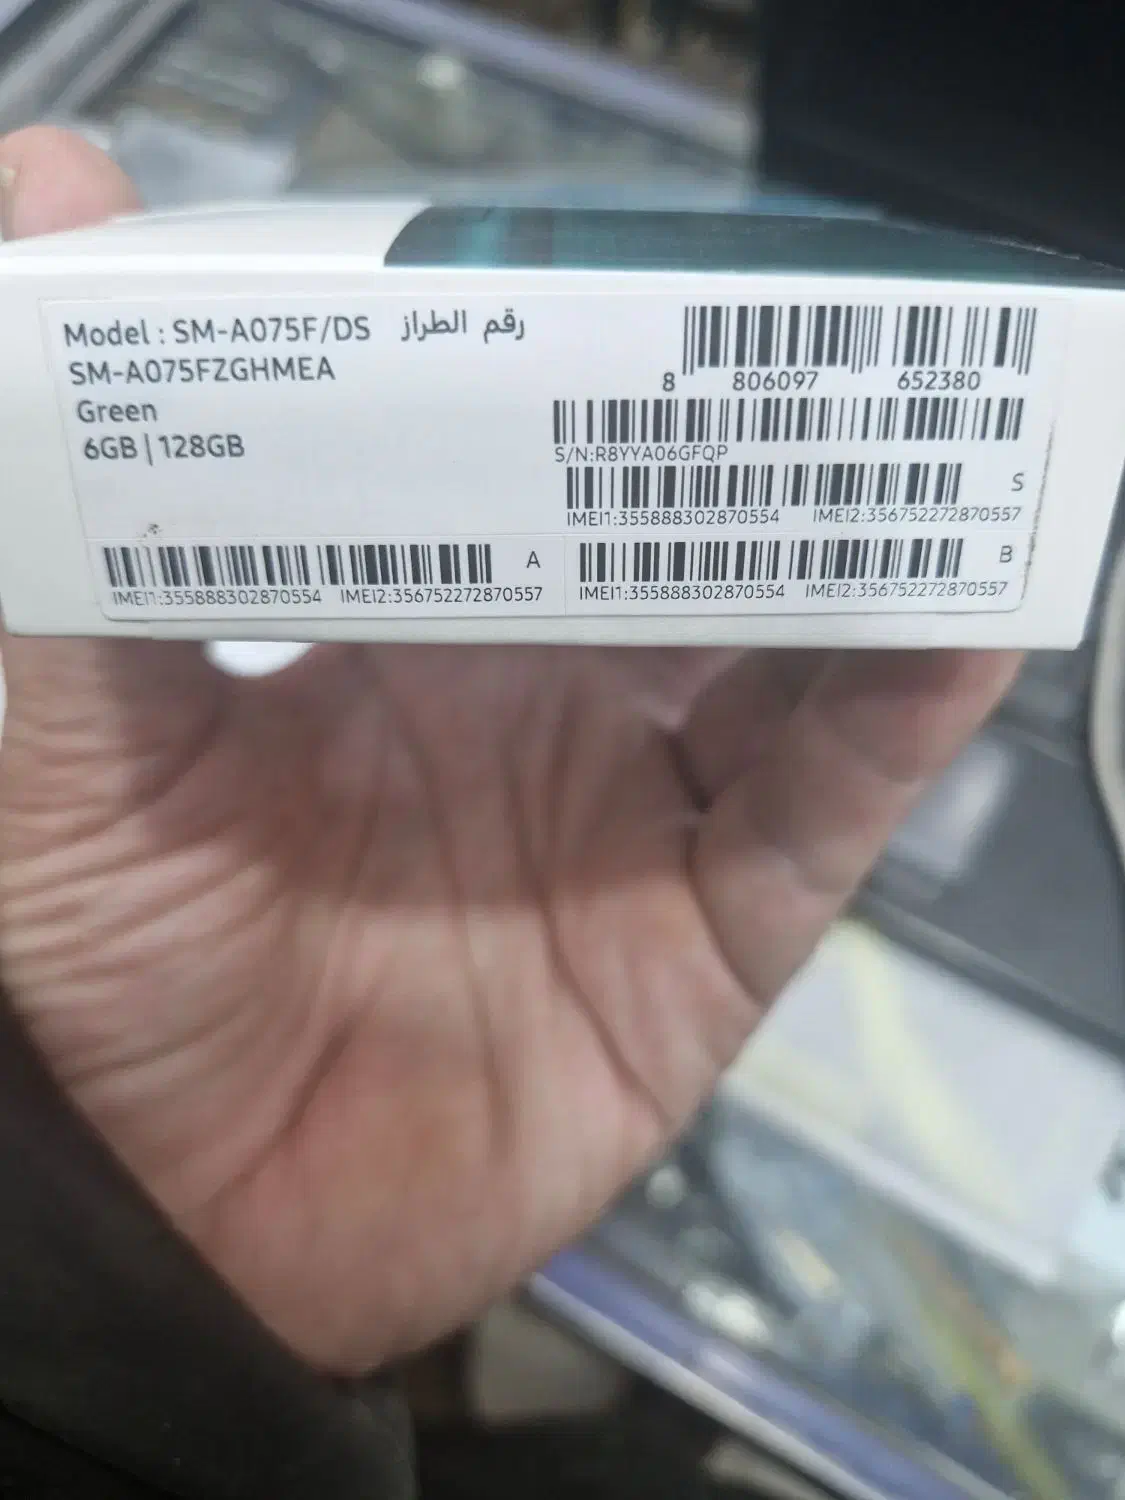 Model : SM-A075F/DS رقم الطراز
SM-A075FZGHMEA
Green
6GB | 128GB
8 806097 652380
S/N:R8YYA06GFQP
S
IMEI1:355888302870554 IMEI2:356752272870557
A
IMEI1:355888302870554 IMEI2:356752272870557
B
IMEI1:355888302870554 IMEI2:356752272870557